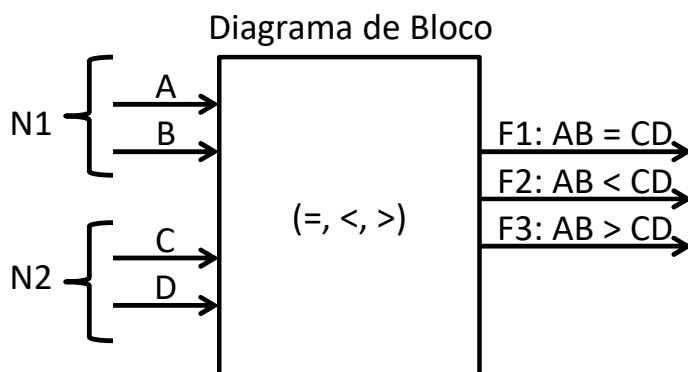 Diagrama de Bloco
N1
A
B
N2
C
D
(=, <, >)
F1: AB = CD
F2: AB < CD
F3: AB > CD